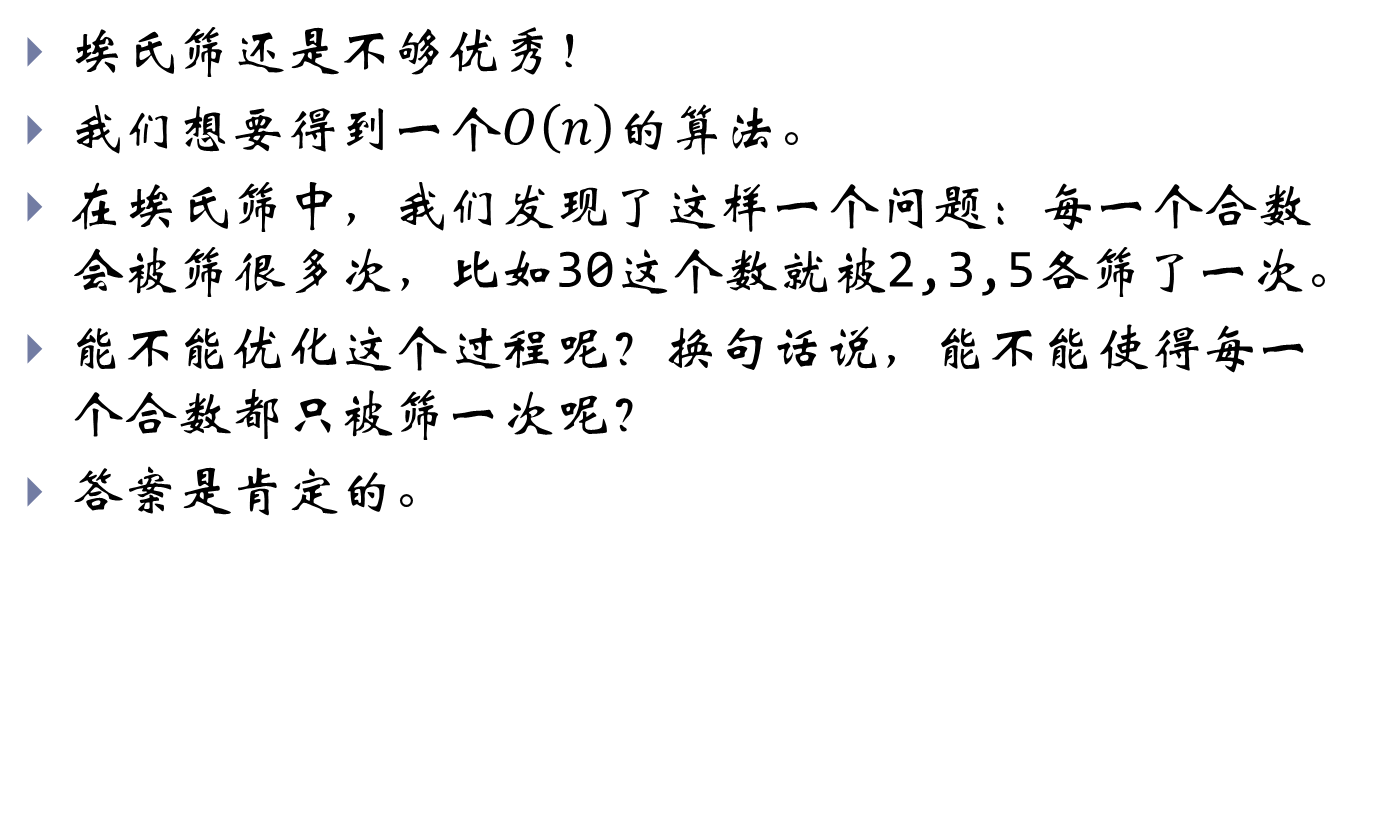 埃氏筛还是不够优秀！
我们想要得到一个O(n)的算法。
在埃氏筛中，我们发现了这样一个问题：每一个合数
会被筛很多次，比如30这个数就被2,3,5各筛了一次。
能不能优化这个过程呢？换句话说，能不能使得每一
个合数都只被筛一次呢？
答案是肯定的。